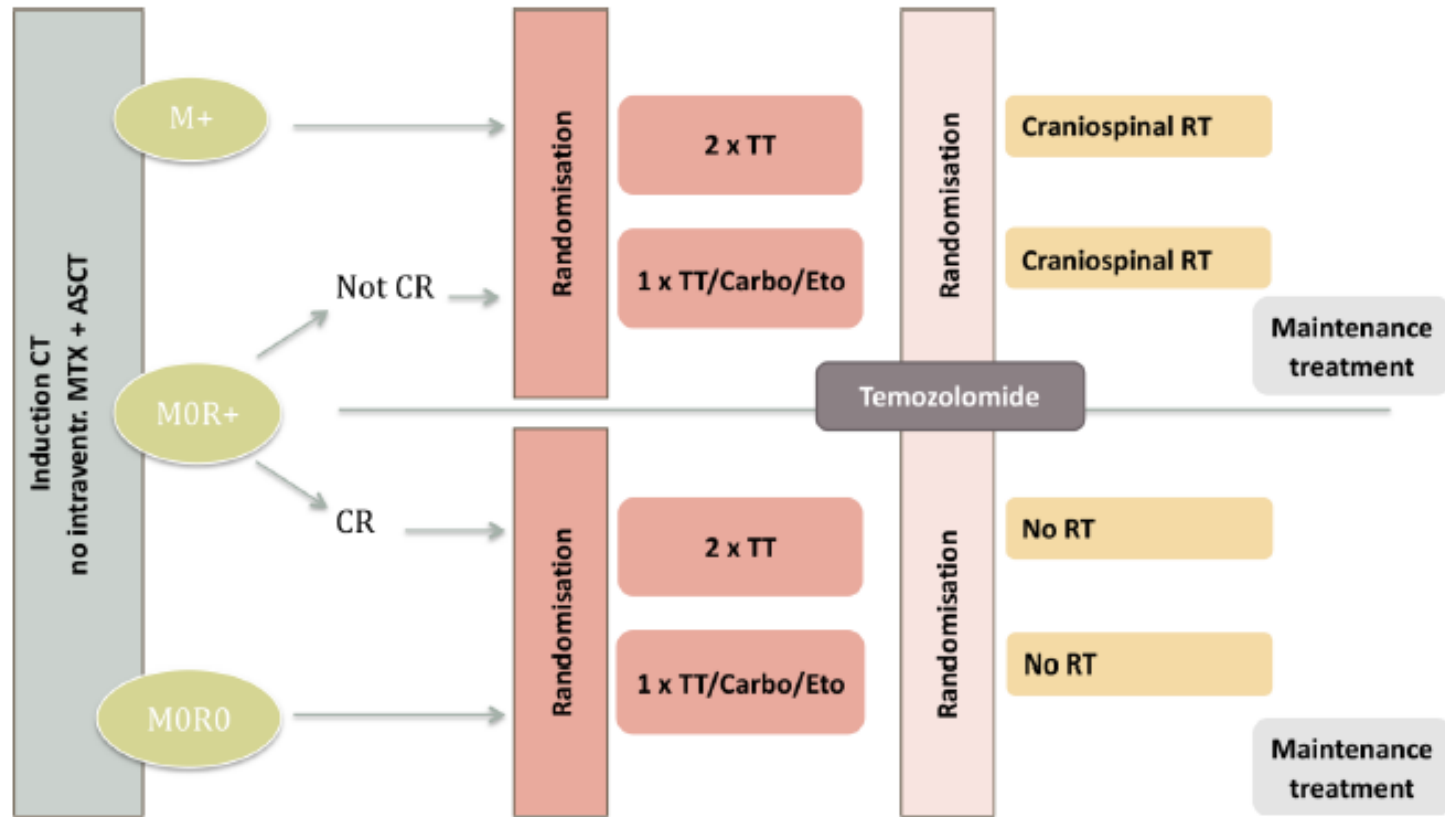 Induction CT
no intraventr. MTX + ASCT
M+
M0R+
M0R0
Not CR
CR
Randomisation
2 x TT
1 x TT/Carbo/Eto
Randomisation
2 x TT
1 x TT/Carbo/Eto
Randomisation
Temozolomide
Randomisation
Craniospinal RT
Craniospinal RT
Maintenance
treatment
No RT
No RT
Maintenance
treatment